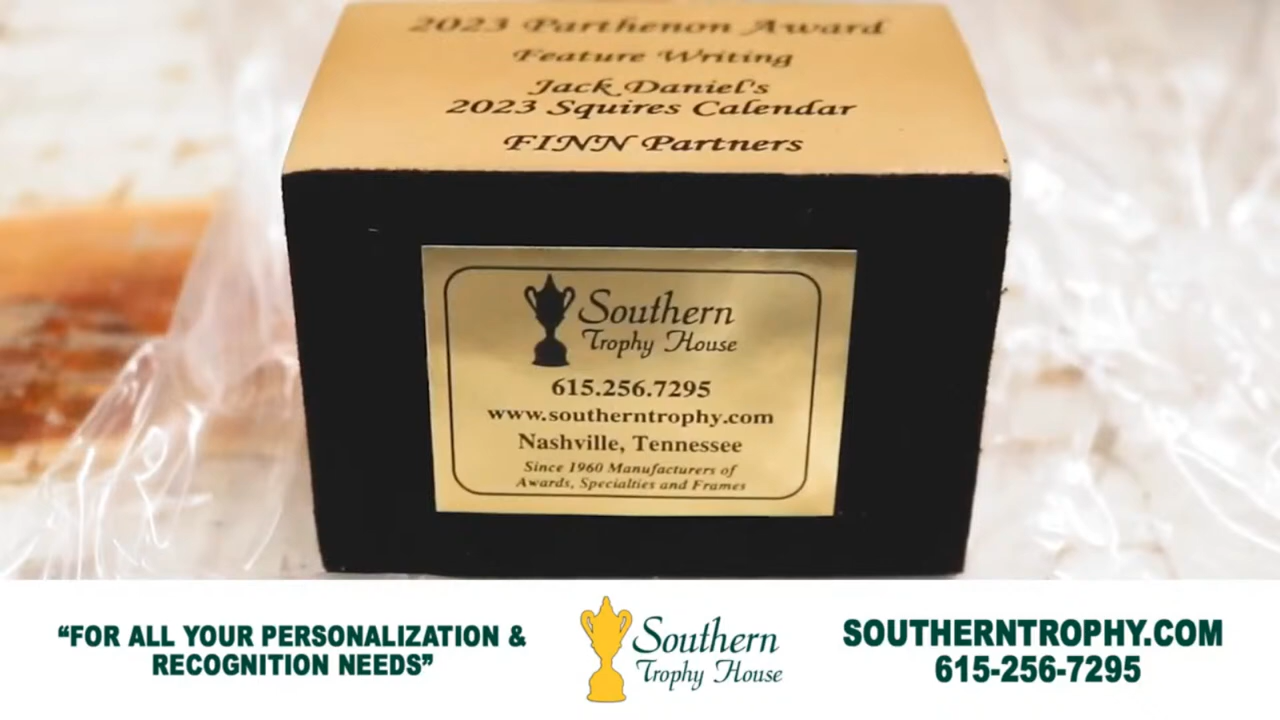 2023 Parthenon Award
Feature Writing
Jack Daniel's
2023 Squires Calendar
FINN Partners
Southern
Trophy House
615.256.7295
www.southerntrophy.com
Nashville, Tennessee
Since 1960 Manufacturers of
Awards, Specialties and Frames
“FOR ALL YOUR PERSONALIZATION &
RECOGNITION NEEDS”
Southern
Trophy House
SOUTHERNTROPHY.COM
615-256-7295